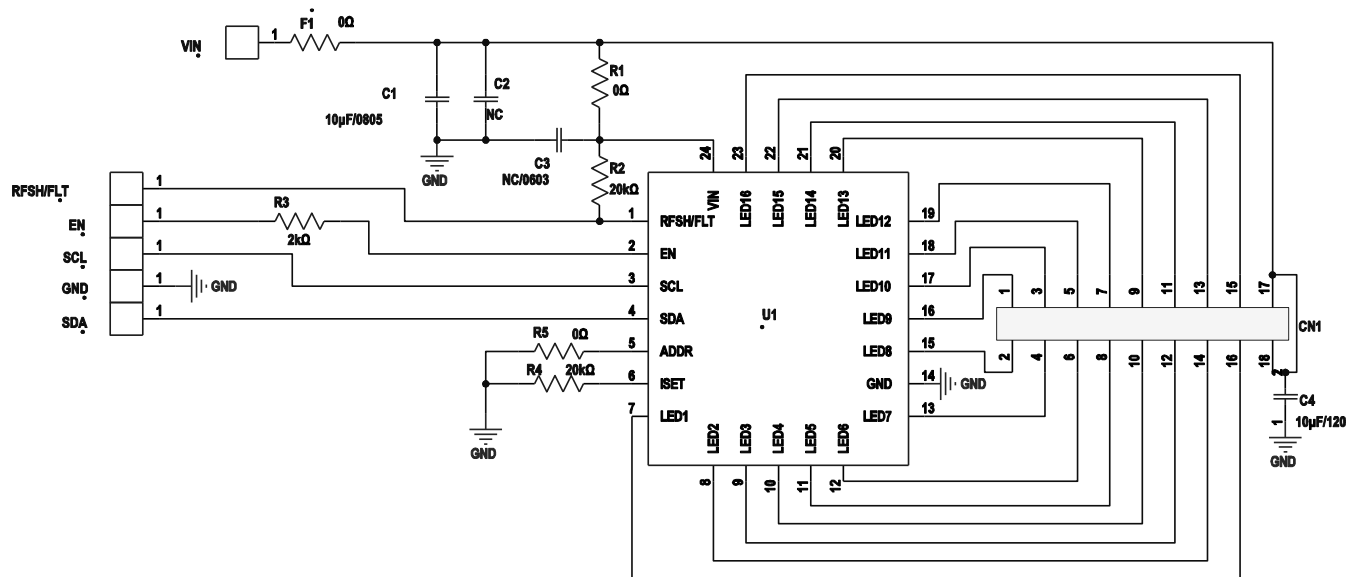 F1 0Ω
VIN 1
C1
10µF/0805
C2
NC
R1
0Ω
C3
NC/0603
GND
R2
20kΩ
RFSH/FLT 1
EN 1
R3
2kΩ
SCL 1
GND 1 GND
SDA 1
24 23 22 21 20
VIN LED16 LED15 LED14 LED13
1 RFSH/FLT
2 EN
3 SCL
4 SDA
5 ADDR
6 ISET
7 LED1
R5 0Ω
R4 20kΩ
GND
U1
LED12 19
LED11 18
LED10 17
LED9 16
LED8 15
GND 14 GND
LED7 13
LED2 LED3 LED4 LED5 LED6
8 9 10 11 12
1 3 5 7 9 11 13 15 17
CN1
2 4 6 8 10 12 14 16 18
2
C4
10µF/120
1
GND